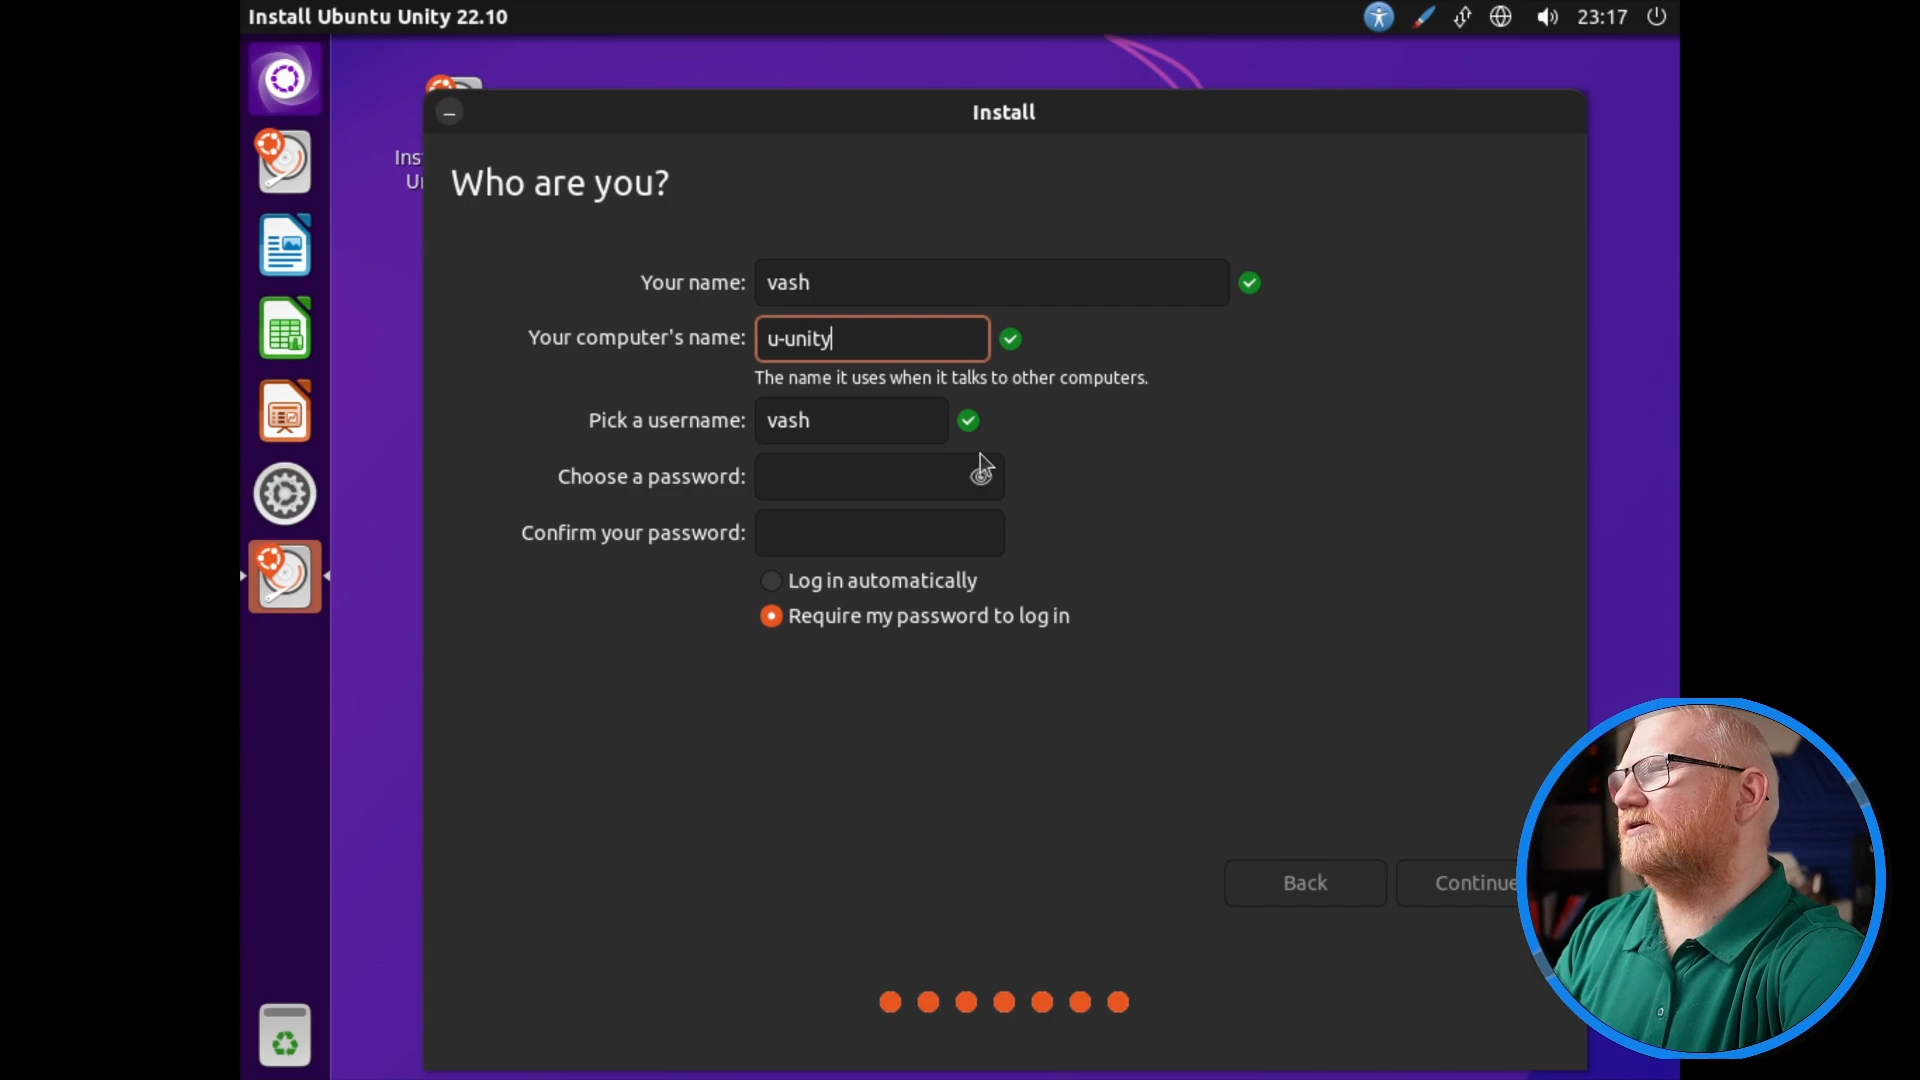 Install Ubuntu Unity 22.10
23:17
Install
Who are you?
Your name: vash
Your computer's name: u-unity
The name it uses when it talks to other computers.
Pick a username: vash
Choose a password:
Confirm your password:
Log in automatically
Require my password to log in
Back
Continue